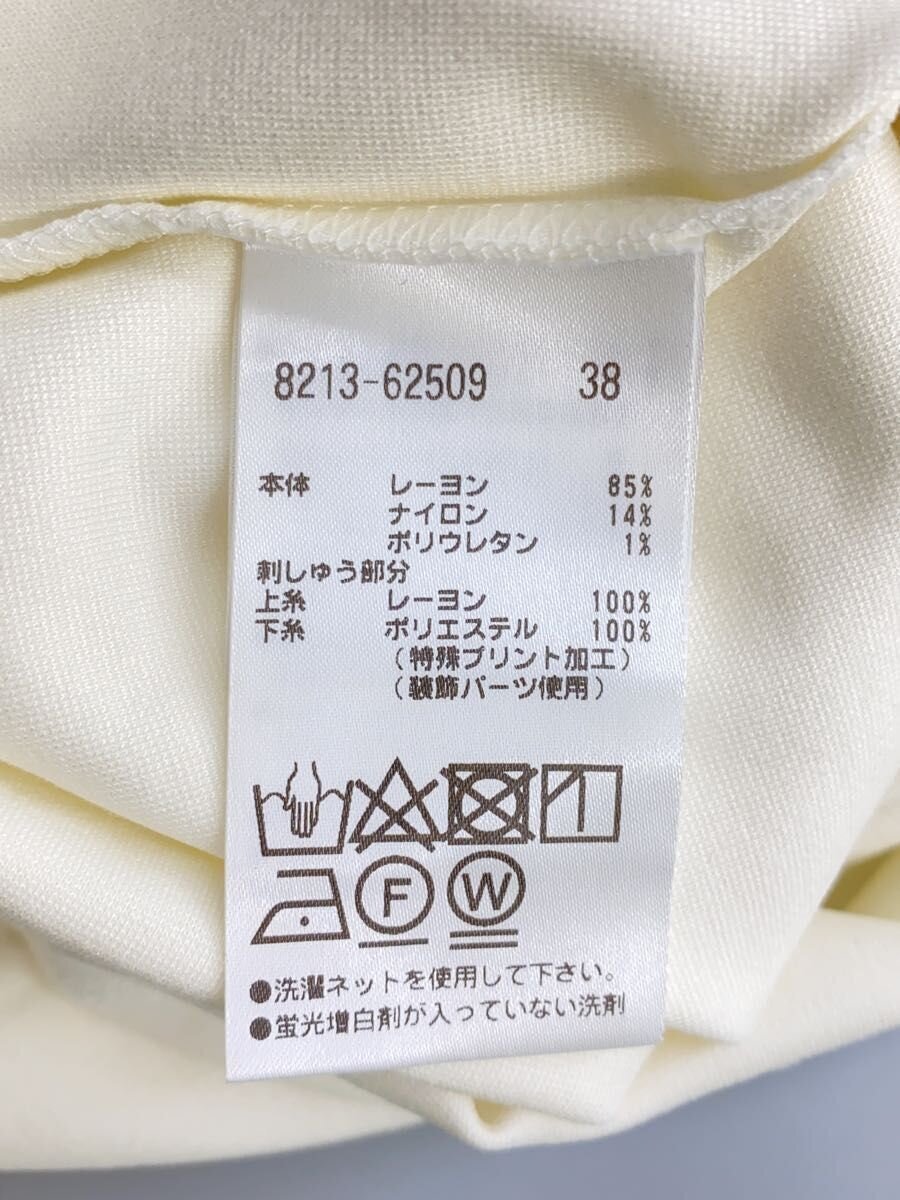 8213-62509 38
本体 レーヨン 85%
ナイロン 14%
ポリウレタン 1%
刺しゅう部分
上糸 レーヨン 100%
下糸 ポリエステル 100%
(特殊プリント加工)
(装飾パーツ使用)
F W
●洗濯ネットを使用して下さい。
●蛍光増白剤が入っていない洗剤